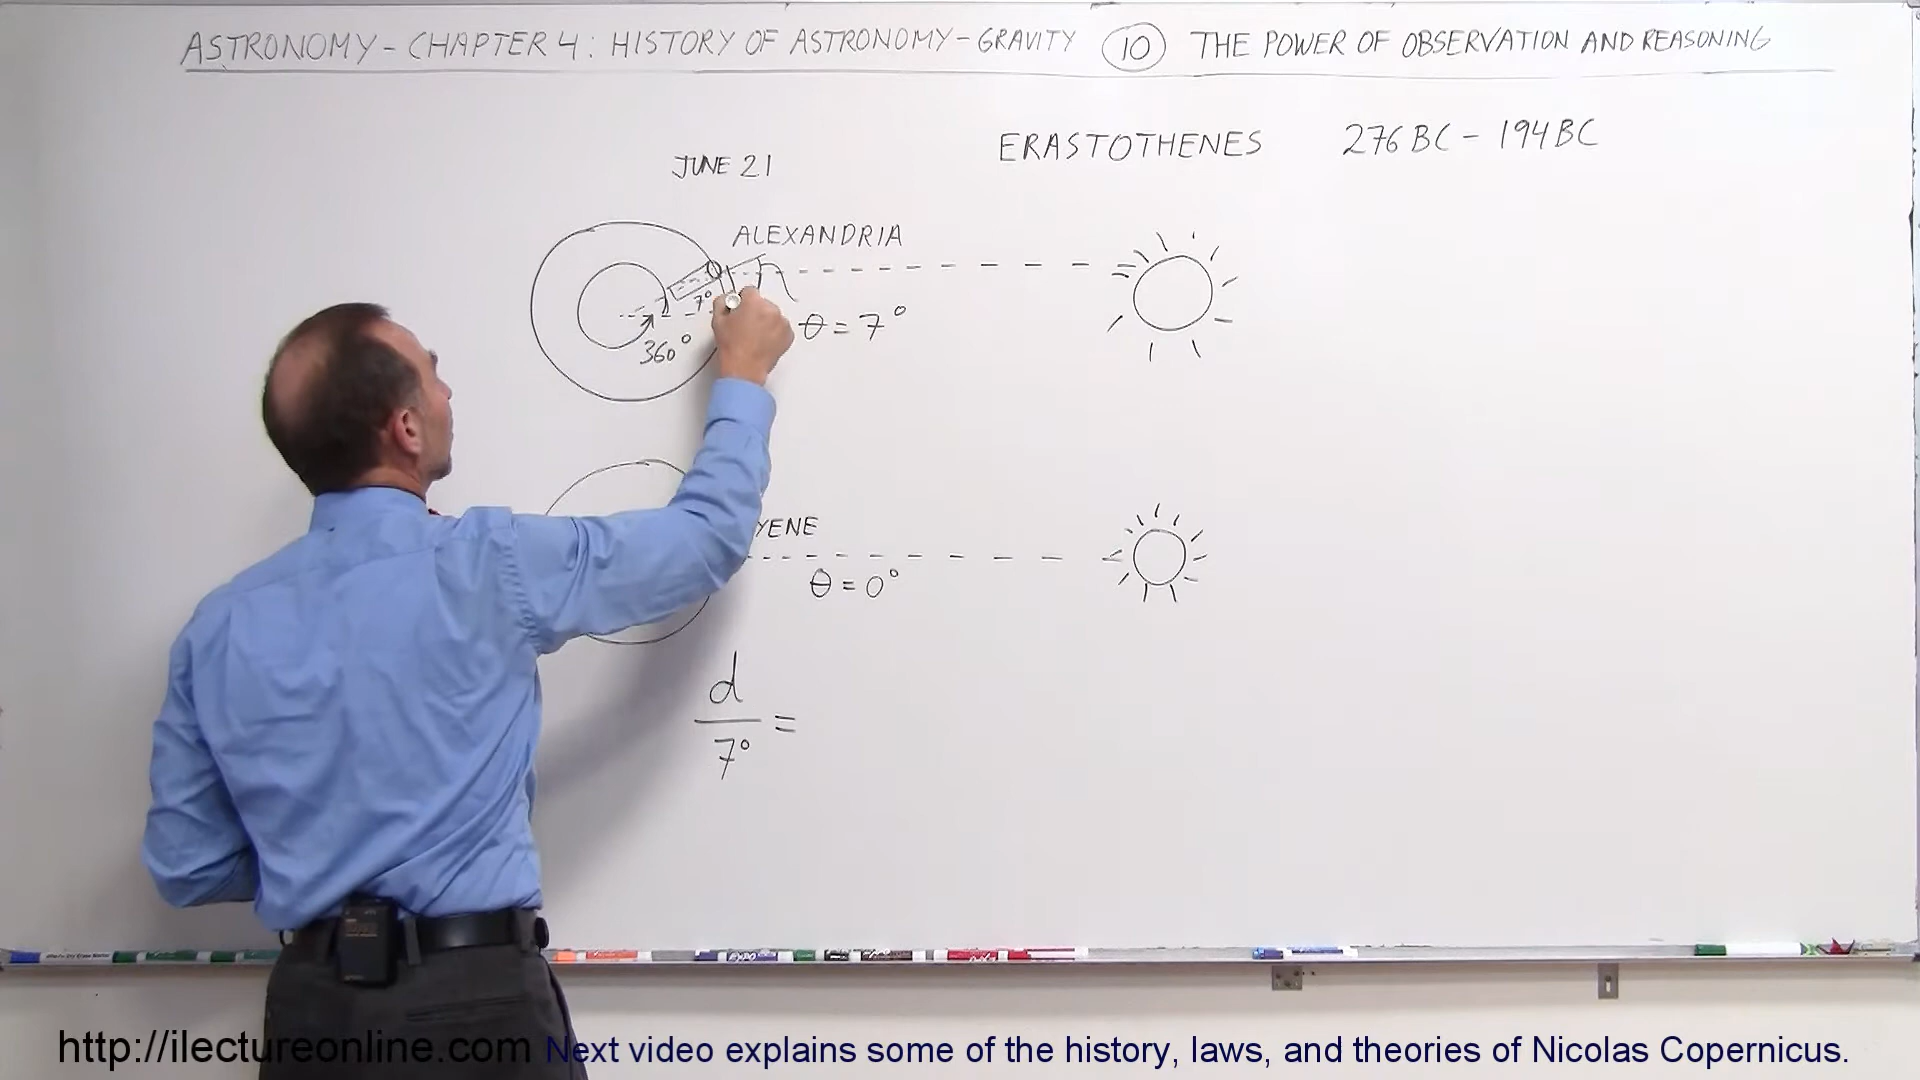 ASTRONOMY - CHAPTER 4 : HISTORY OF ASTRONOMY - GRAVITY 10 THE POWER OF OBSERVATION AND REASONING
ERASTOTHENES 276 BC - 194 BC
JUNE 21
ALEXANDRIA
7°
θ = 7°
360°
YENE
θ = 0°
d
7° =
EXPO
http://ilectureonline.com Next video explains some of the history, laws, and theories of Nicolas Copernicus.